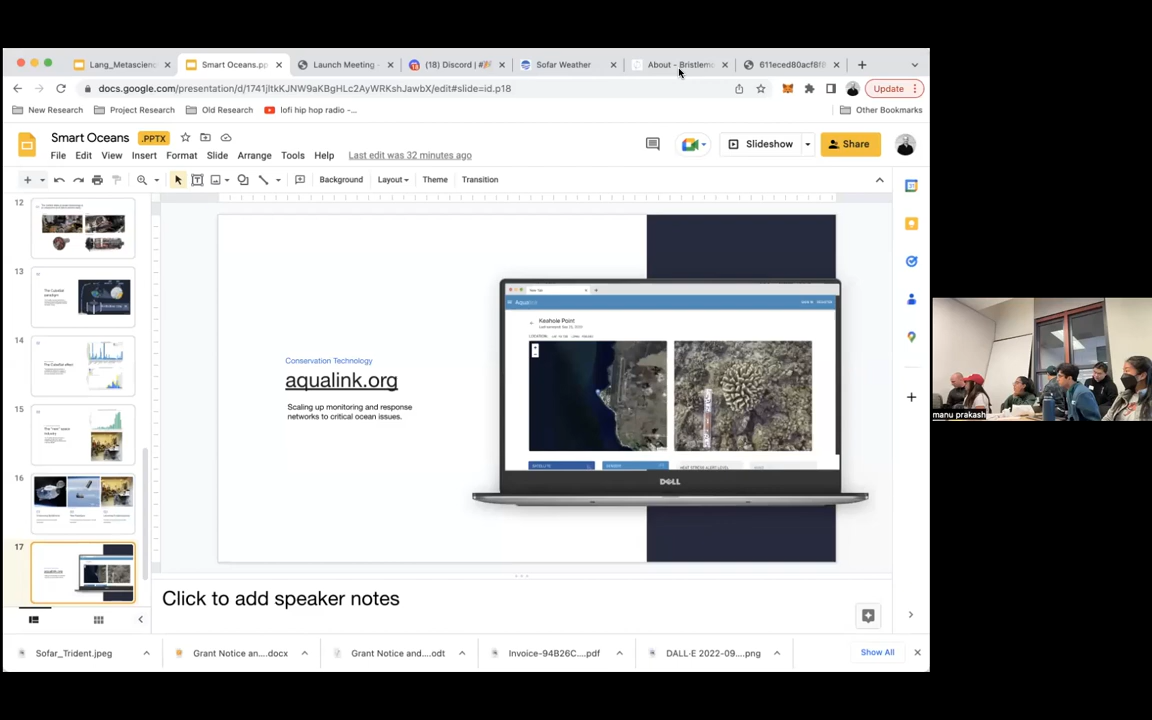 Lang_Metascienc
Smart Oceans.pp
Launch Meeting -
(18) Discord | #
Sofar Weather
About - Bristlemo
611eced80acf8f8
docs.google.com/presentation/d/1741jItkKJNW9aKBgHLc2AyWRKshJawbX/edit#slide=id.p18
Update
New Research
Project Research
Old Research
lofi hip hop radio -...
Other Bookmarks
Smart Oceans
.PPTX
File
Edit
View
Insert
Format
Slide
Arrange
Tools
Help
Last edit was 32 minutes ago
Slideshow
Share
Background
Layout
Theme
Transition
12
13
14
15
16
17
Conservation Technology
aqualink.org
Scaling up monitoring and response
networks to critical ocean issues.
Keahole Point
DELL
Click to add speaker notes
manu prakash
Sofar_Trident.jpeg
Grant Notice an....docx
Grant Notice and....odt
Invoice-94B26C....pdf
DALL·E 2022-09....png
Show All